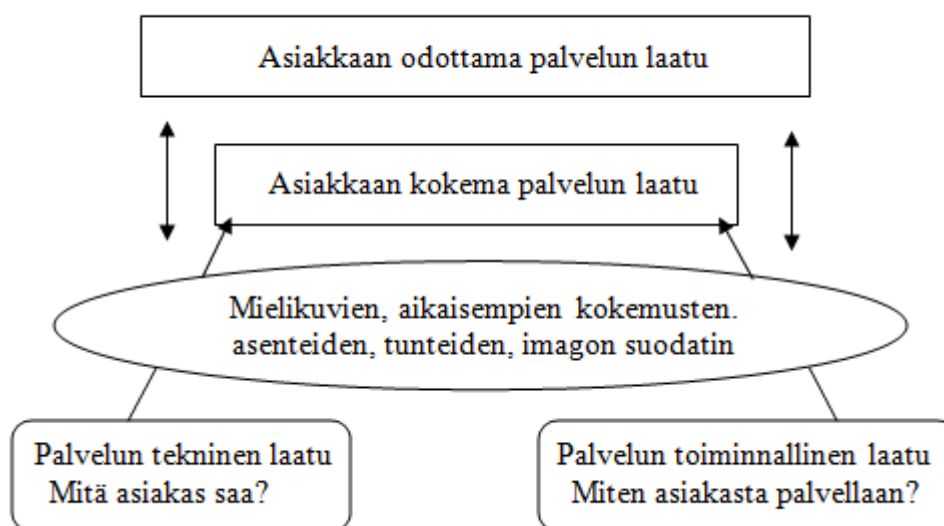 Asiakkaan odottama palvelun laatu
Asiakkaan kokema palvelun laatu
Mielikuvien, aikaisempien kokemusten.
asenteiden, tunteiden, imagon suodatin
Palvelun tekninen laatu
Mitä asiakas saa?
Palvelun toiminnallinen laatu
Miten asiakasta palvellaan?